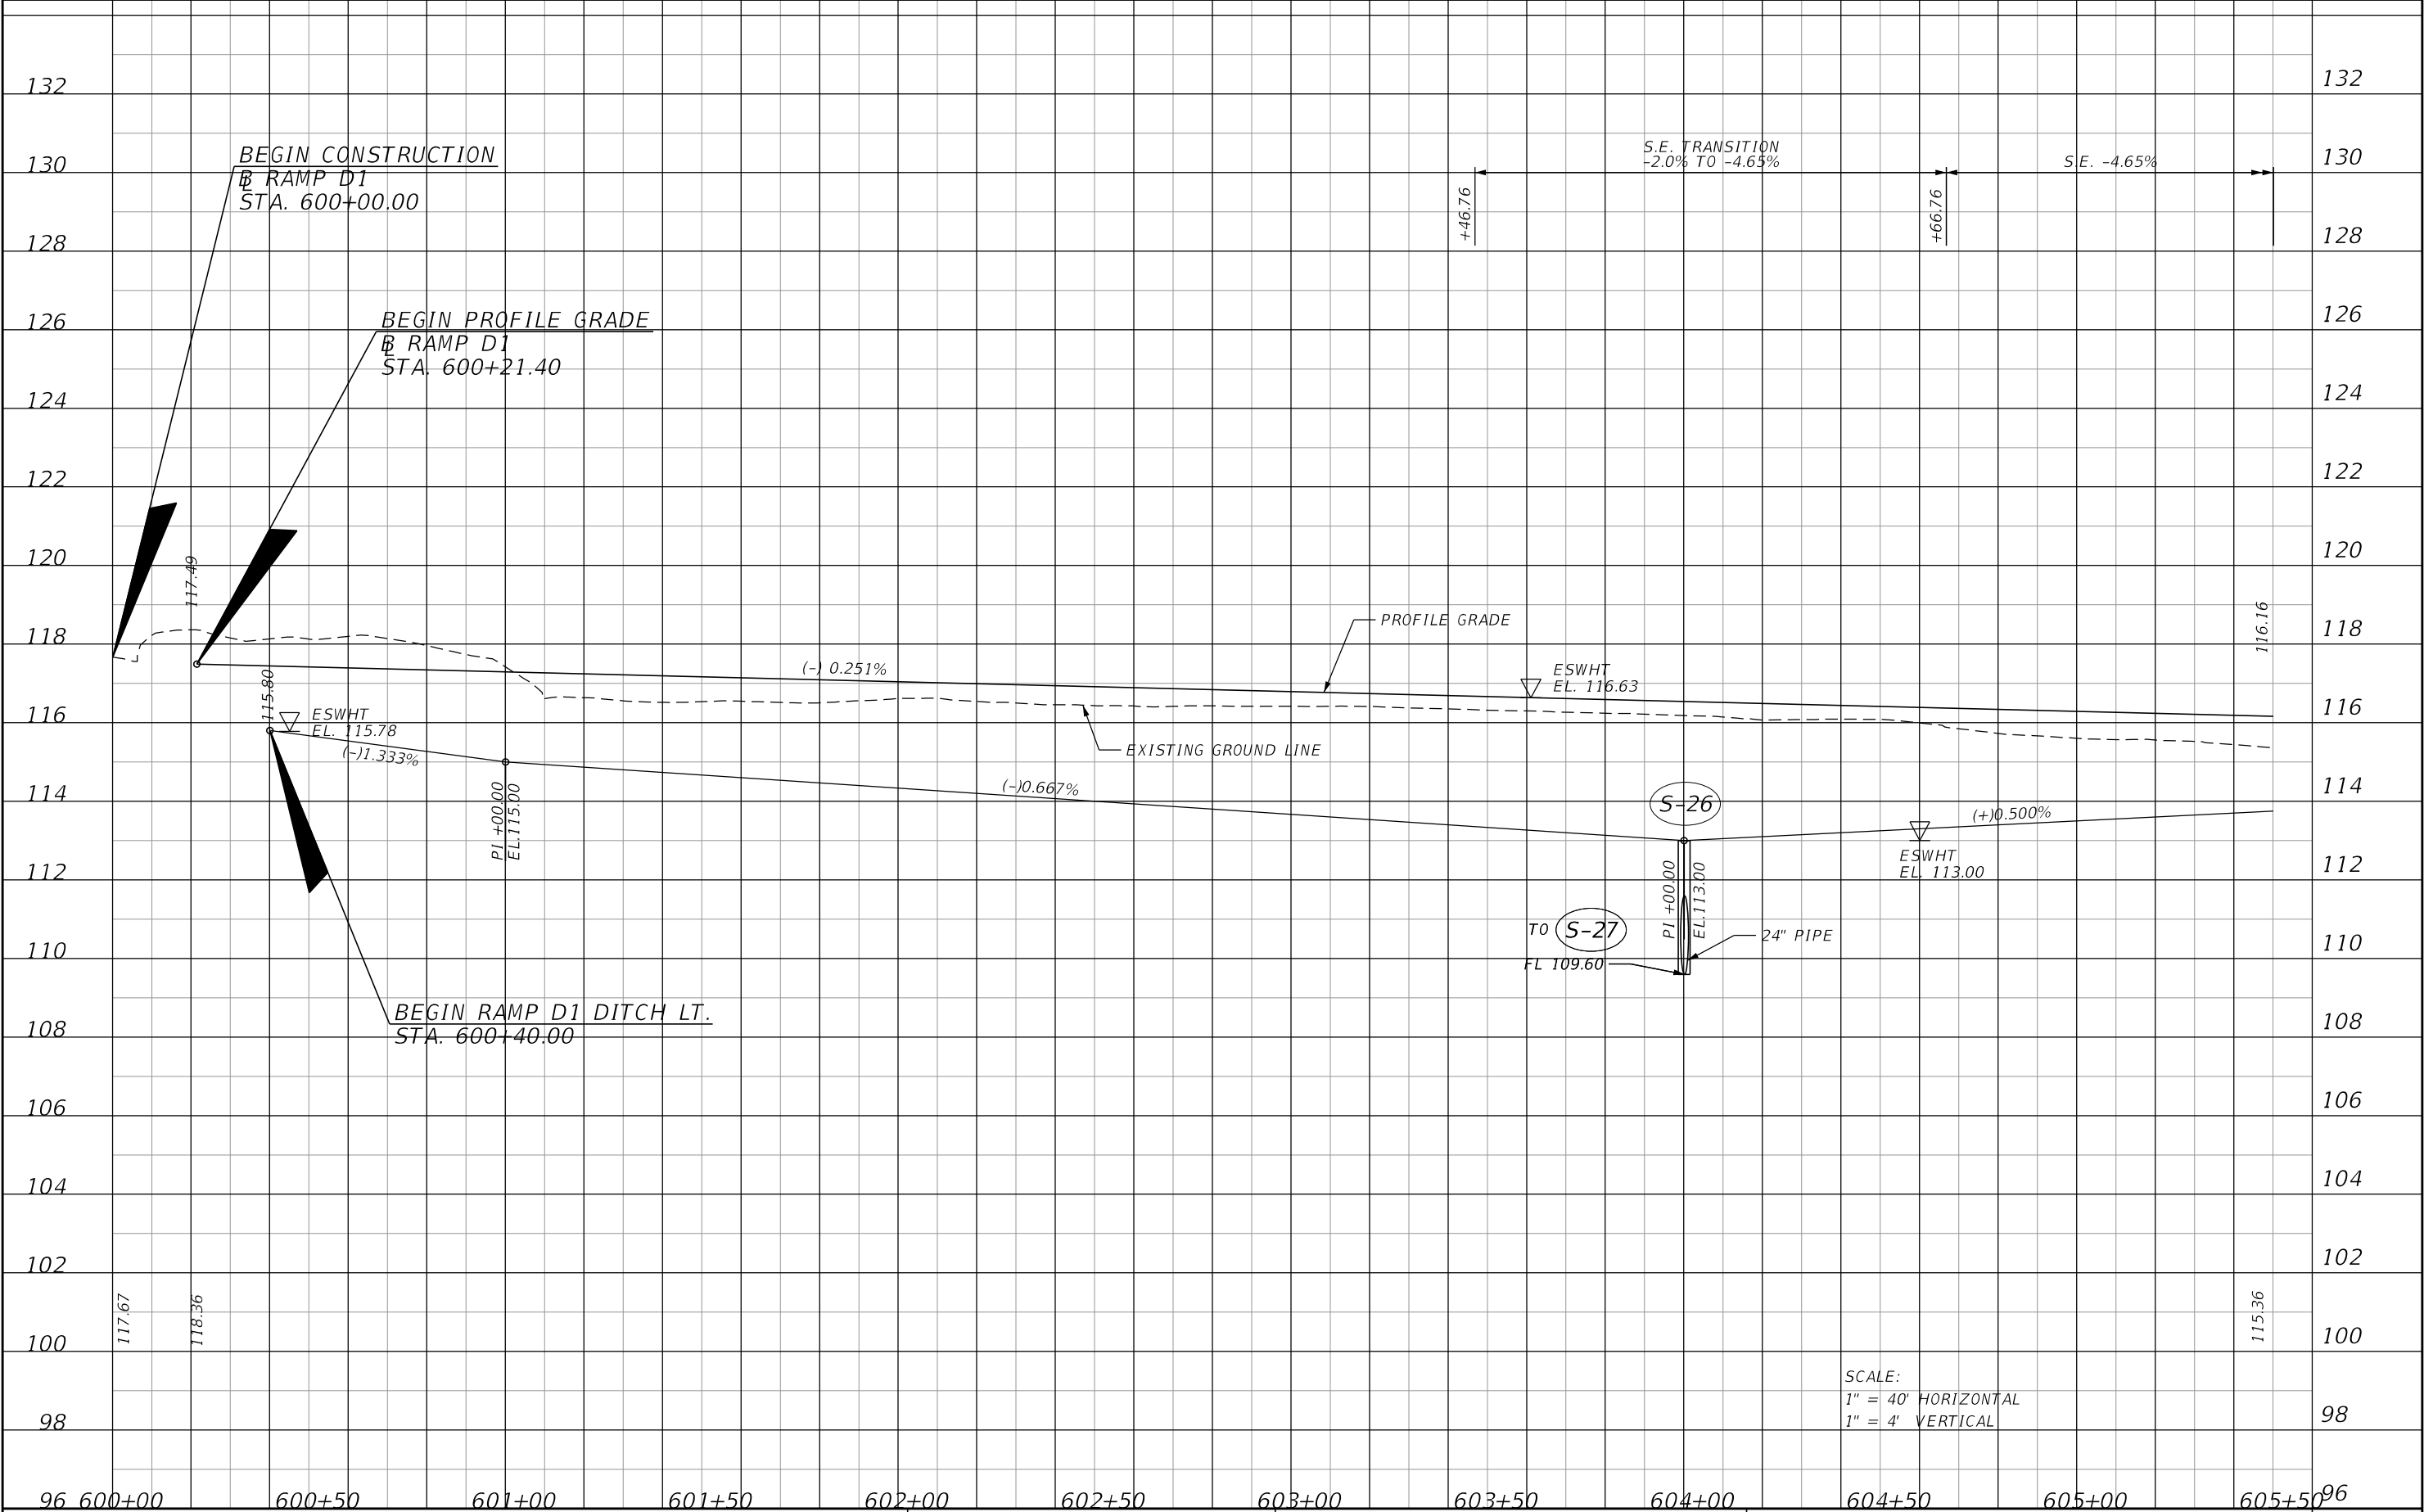 132
132
S.E. TRANSITION
-2.0% TO -4.65%
S.E. -4.65%
BEGIN CONSTRUCTION
BL RAMP D1
STA. 600+00.00
130
130
+46.76
+66.76
128
128
BEGIN PROFILE GRADE
BL RAMP D1
STA. 600+21.40
126
126
124
124
122
122
120
120
117.49
118
118
PROFILE GRADE
116.16
(-) 0.251%
ESWHT
EL. 116.63
115.80
116
116
ESWHT
EL. 115.78
(-)1.333%
EXISTING GROUND LINE
114
114
PI +00.00
EL.115.00
(-)0.667%
S-26
(+)0.500%
112
112
ESWHT
EL. 113.00
PI +00.00
EL.113.00
TO S-27
24" PIPE
110
110
FL 109.60
BEGIN RAMP D1 DITCH LT.
STA. 600+40.00
108
108
106
106
104
104
102
102
117.67
118.36
115.36
100
100
SCALE:
1" = 40' HORIZONTAL
1" = 4' VERTICAL
98
98
96
600+00
600+50
601+00
601+50
602+00
602+50
603+00
603+50
604+00
604+50
605+00
605+50
96